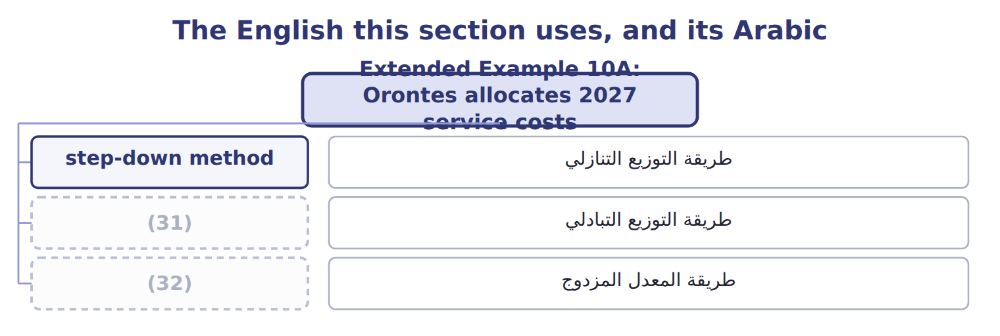 The English this section uses, and its Arabic
Extended Example 10A:
Orontes allocates 2027
service costs
step-down method
طريقة التوزيع التنازلي
(31)
طريقة التوزيع التبادلي
(32)
طريقة المعدل المزدوج